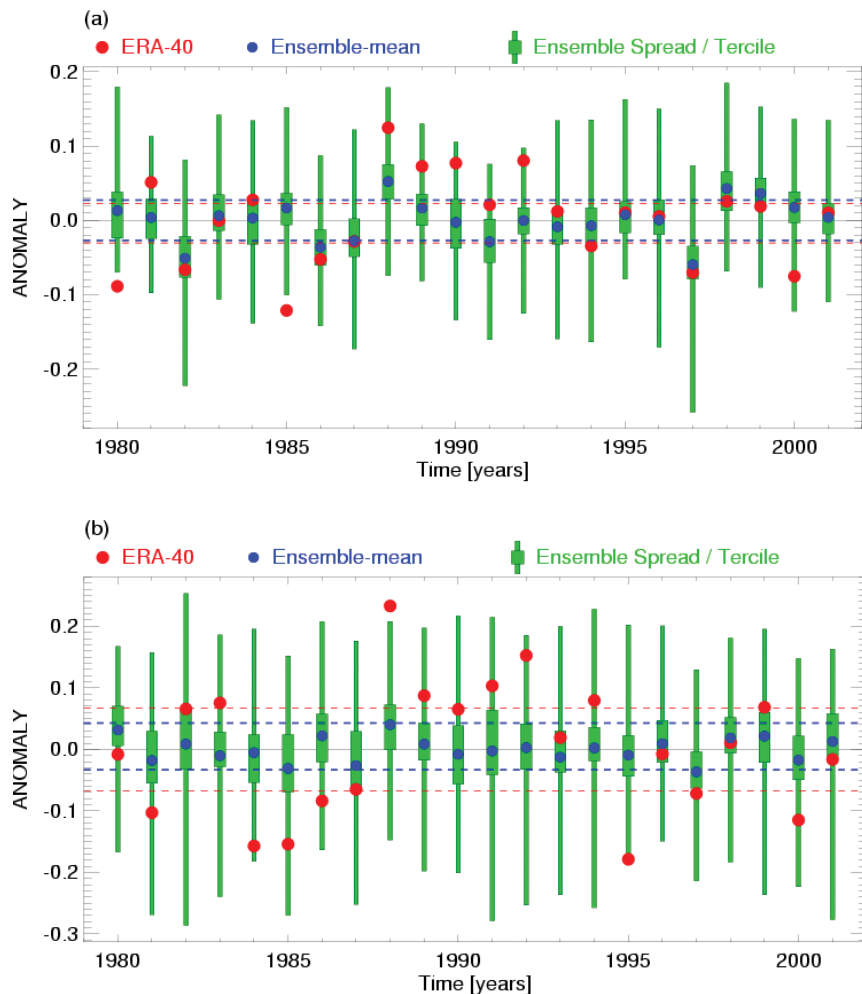 (a)
ERA-40 Ensemble-mean Ensemble Spread / Tercile
0.2
0.1
0.0
-0.1
-0.2
ANOMALY
1980 1985 1990 1995 2000
Time [years]
(b)
ERA-40 Ensemble-mean Ensemble Spread / Tercile
0.2
0.1
0.0
-0.1
-0.2
-0.3
ANOMALY
1980 1985 1990 1995 2000
Time [years]